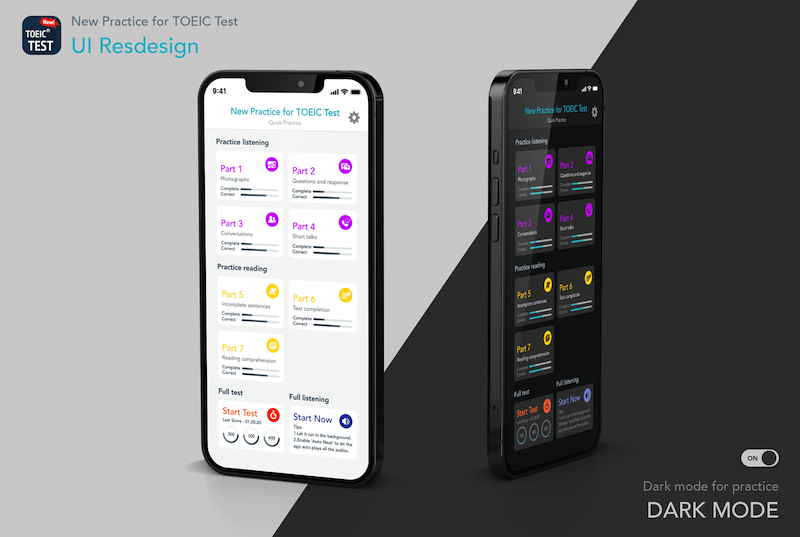 New!
TOEIC®
TEST
New Practice for TOEIC Test
UI Resdesign
9:41
New Practice for TOEIC Test
Quick Practice
Practice listening
Part 1
Photographs
Complete
Correct
Part 2
Questions and response
Complete
Correct
Part 3
Conversations
Complete
Correct
Part 4
Short talks
Complete
Correct
Practice reading
Part 5
Incomplete sentences
Complete
Correct
Part 6
Text completion
Complete
Correct
Part 7
Reading comprehension
Complete
Correct
Full test
Start Test
Last Score - 01:20:20
200
300
600
Full listening
Start Now
Tips:
1.Let it run in the background.
2.Enable 'Auto Next' to let the
app auto plays all the audios.
9:41
New Practice for TOEIC Test
Quick Practice
Practice listening
Part 1
Photographs
Complete
Correct
Part 2
Questions and response
Complete
Correct
Part 3
Conversations
Complete
Correct
Part 4
Short talks
Complete
Correct
Practice reading
Part 5
Incomplete sentences
Complete
Correct
Part 6
Text completion
Complete
Correct
Part 7
Reading comprehension
Complete
Correct
Full test
Start Test
Full listening
Start Now
Tips:
ON
Dark mode for practice
DARK MODE